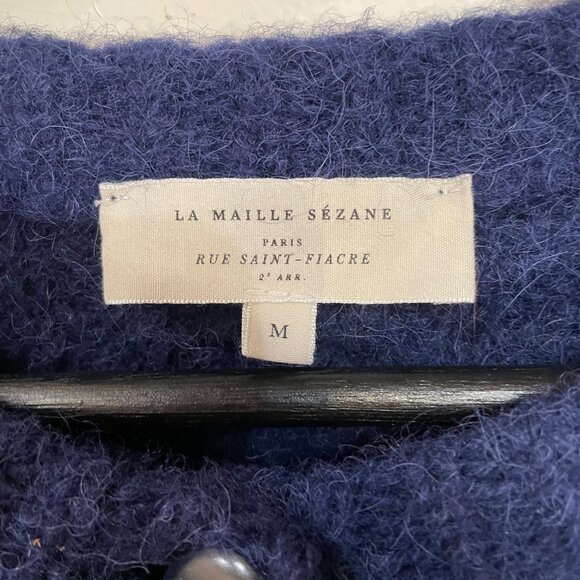 LA MAILLE SÉZANE
PARIS
RUE SAINT-FIACRE
2E ARR.
M